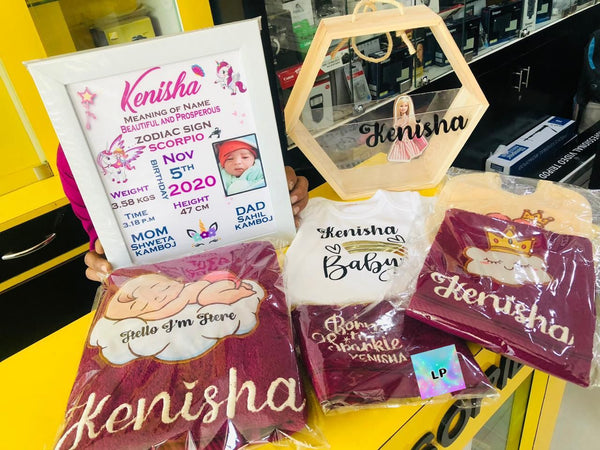 Kenisha
MEANING OF NAME
BEAUTIFUL AND PROSPEROUS
ZODIAC SIGN
SCORPIO
BIRTHDAY
NOV
5TH
2020
WEIGHT
3.58 KGS
HEIGHT
47 CM
TIME
3.18 P.M
MOM
SHWETA
KAMBOJ
DAD
SAHIL
KAMBOJ
Kenisha
Kenisha
Kenisha
Baby
Kenisha
Hello I'm Here
Kenisha
Born
Sparkle
KENISHA
LP
Canon